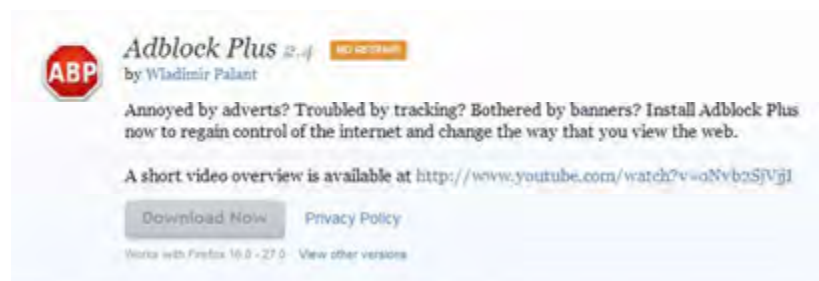 ABP
Adblock Plus 2.4 NO RESTART
by Wladimir Palant
Annoyed by adverts? Troubled by tracking? Bothered by banners? Install Adblock Plus
now to regain control of the internet and change the way that you view the web.
A short video overview is available at http://www.youtube.com/watch?v=oNvb2SjVjjI
Download Now Privacy Policy
Works with Firefox 16.0 - 27.0 View other versions